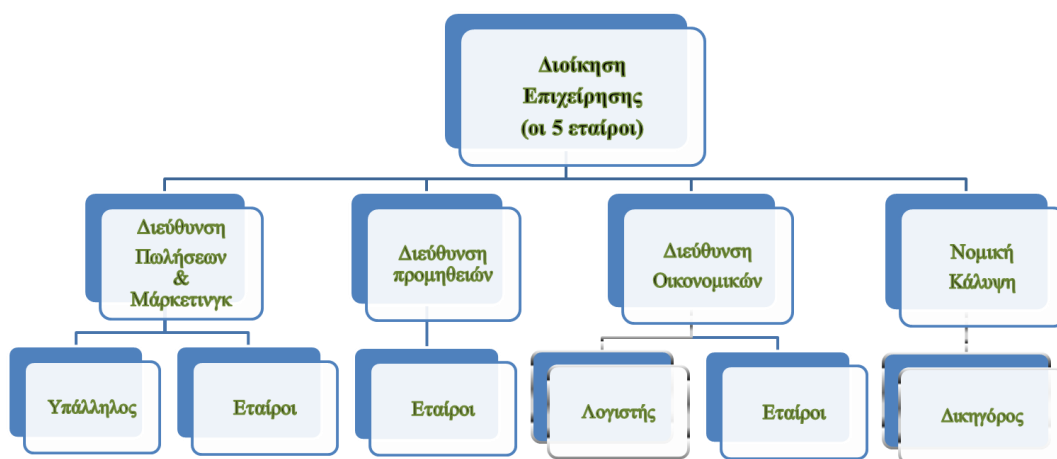 Διοίκηση
Επιχείρησης
(οι 5 εταίροι)
Διεύθυνση
Πωλήσεων
&
Μάρκετινγκ
Διεύθυνση
προμηθειών
Διεύθυνση
Οικονομικών
Νομική
Κάλυψη
Υπάλληλος
Εταίροι
Εταίροι
Λογιστής
Εταίροι
Δικηγόρος